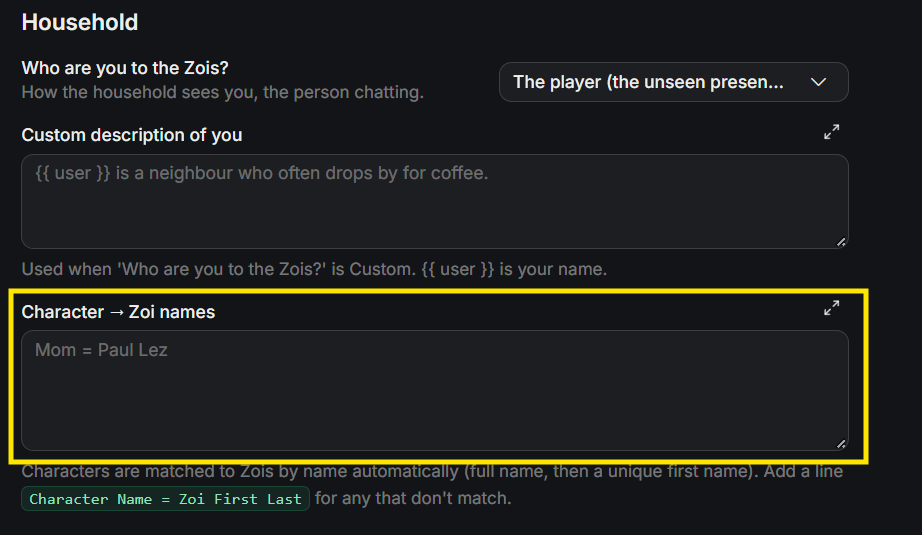 Household
Who are you to the Zois?
How the household sees you, the person chatting.
The player (the unseen presen...
Custom description of you
{{ user }} is a neighbour who often drops by for coffee.
Used when 'Who are you to the Zois?' is Custom. {{ user }} is your name.
Character → Zoi names
Mom = Paul Lez
Characters are matched to Zois by name automatically (full name, then a unique first name). Add a line
Character Name = Zoi First Last for any that don't match.